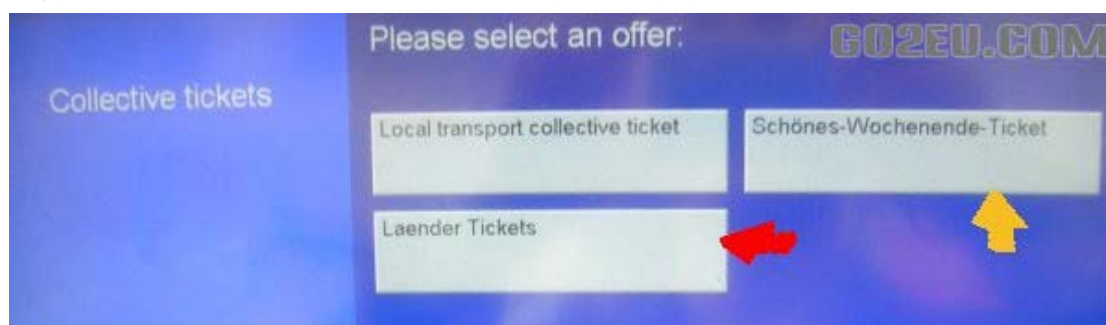 Please select an offer:
GO2EU.COM
Collective tickets
Local transport collective ticket
Schönes-Wochenende-Ticket
Laender Tickets